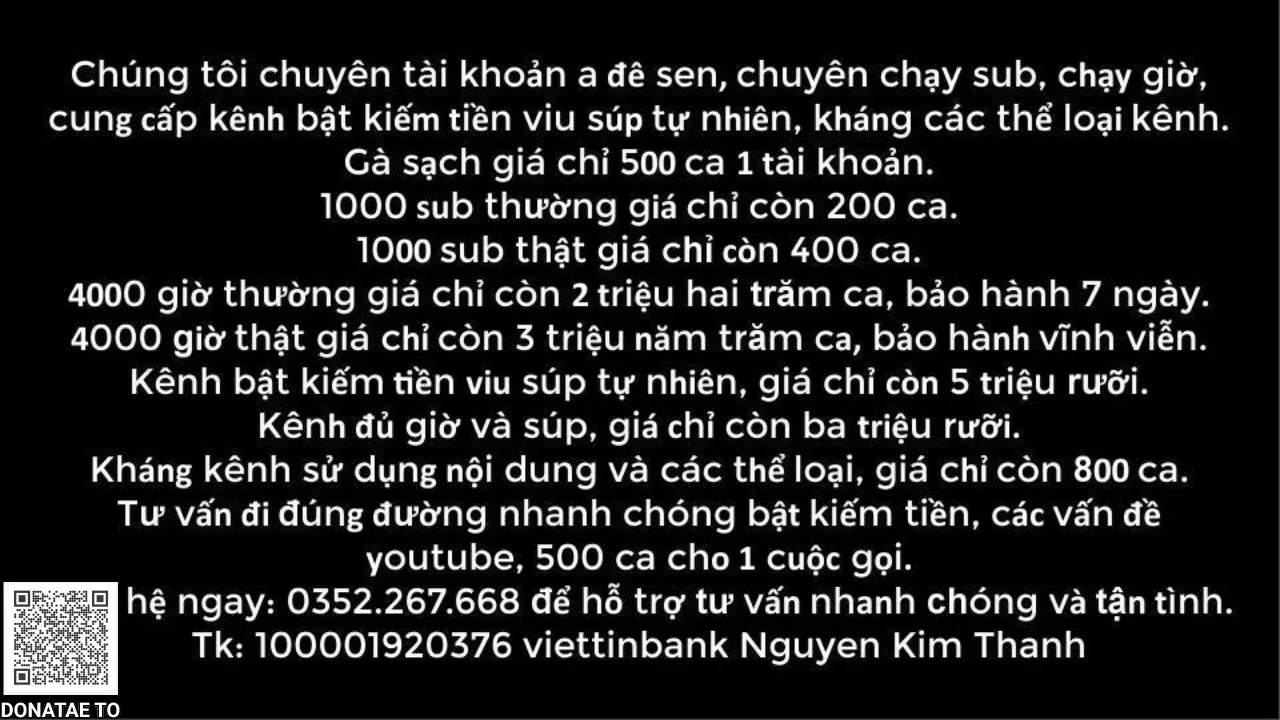 Chúng tôi chuyên tài khoản a đê sen, chuyên chạy sub, chạy giờ,
cung cấp kênh bật kiếm tiền viu súp tự nhiên, kháng các thể loại kênh.
Gà sạch giá chỉ 500 ca 1 tài khoản.
1000 sub thường giá chỉ còn 200 ca.
1000 sub thật giá chỉ còn 400 ca.
4000 giờ thường giá chỉ còn 2 triệu hai trăm ca, bảo hành 7 ngày.
4000 giờ thật giá chỉ còn 3 triệu năm trăm ca, bảo hành vĩnh viễn.
Kênh bật kiếm tiền viu súp tự nhiên, giá chỉ còn 5 triệu rưỡi.
Kênh đủ giờ và súp, giá chỉ còn ba triệu rưỡi.
Kháng kênh sử dụng nội dung và các thể loại, giá chỉ còn 800 ca.
Tư vấn đi đúng đường nhanh chóng bật kiếm tiền, các vấn đề
youtube, 500 ca cho 1 cuộc gọi.
hệ ngay: 0352.267.668 để hỗ trợ tư vấn nhanh chóng và tận tình.
Tk: 100001920376 viettinbank Nguyen Kim Thanh
DONATAE TO